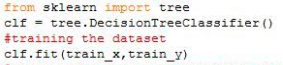 from sklearn import tree
clf = tree.DecisionTreeClassifier()
#training the dataset
clf.fit(train_x,train_y)